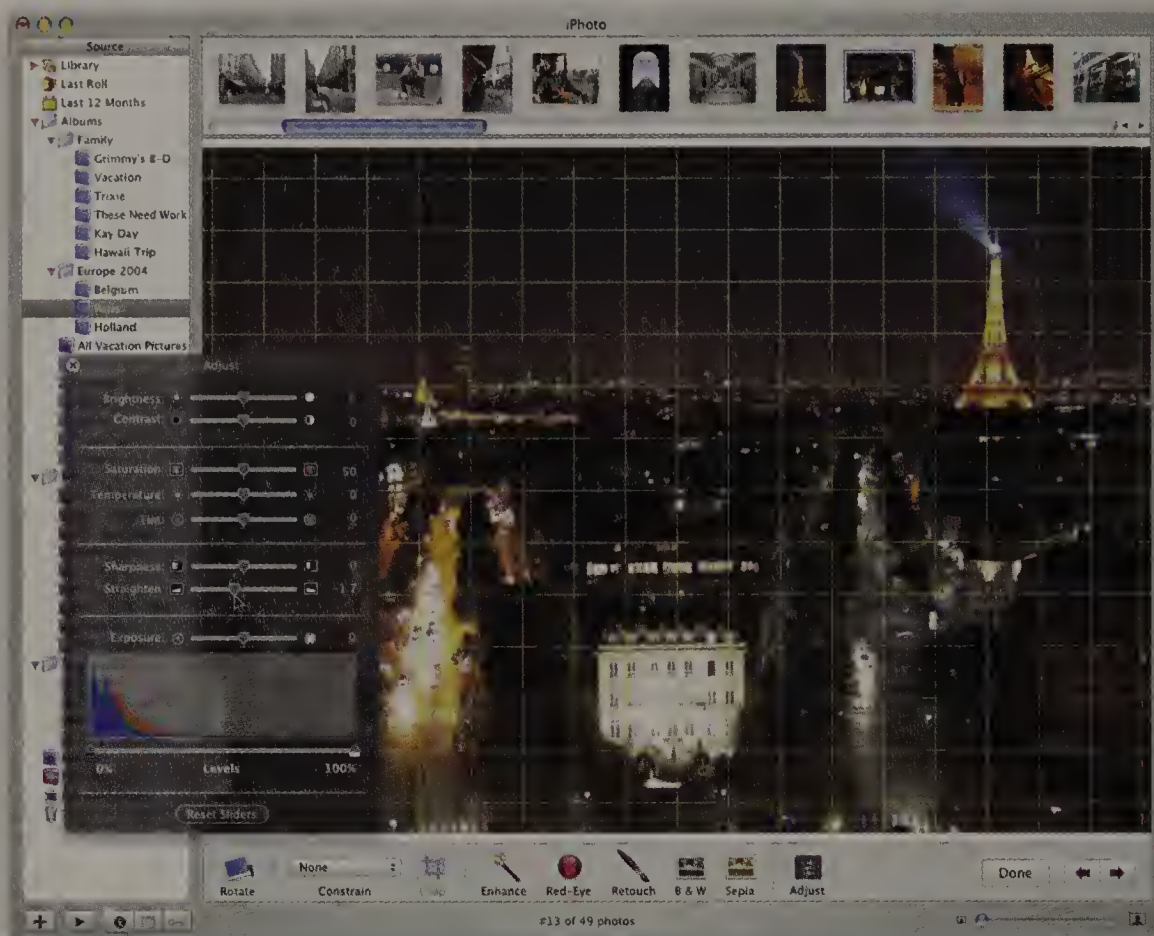 iPhoto
Source
Library
Last Roll
Last 12 Months
Albums
Family
Grimmy's B-D
Vacation
Trixie
These Need Work
Kay Day
Hawaii Trip
Europe 2004
Belgium
Holland
All Vacation Pictures
Adjust
Brightness:
Contrast: 0
Saturation: 50
Temperature: 0
Tint: 0
Sharpness: 0
Straighten: -1.7
Exposure: 0
0% Levels 100%
Reset Sliders
None
Rotate Constrain Crop Enhance Red-Eye Retouch B & W Sepia Adjust
Done
#13 of 49 photos